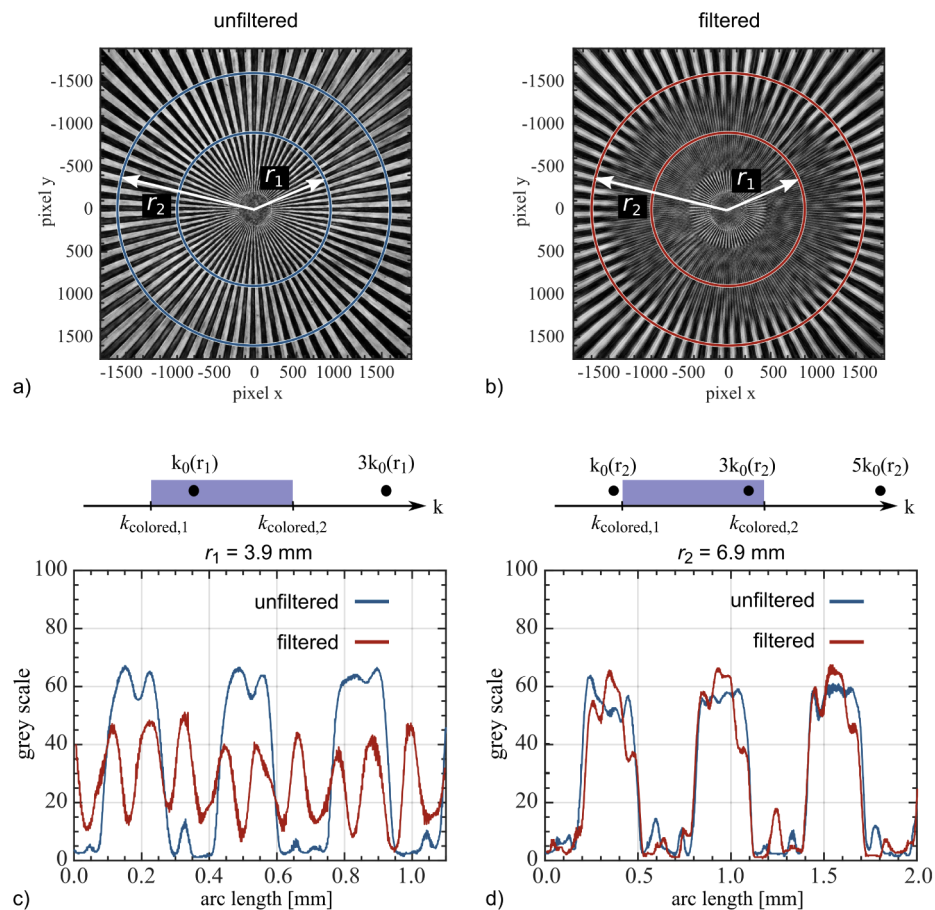 unfiltered
filtered
-1500
-1000
-500
0
500
1000
1500
pixel y
r1
r2
-1500 -1000 -500 0 500 1000 1500
pixel x
a)
-1500
-1000
-500
0
500
1000
1500
pixel y
r1
r2
-1500 -1000 -500 0 500 1000 1500
pixel x
b)
k0(r1) 3k0(r1)
k
kcolored,1 kcolored,2
k0(r2) 3k0(r2) 5k0(r2)
k
kcolored,1 kcolored,2
r1 = 3.9 mm
100
80
60
40
20
0
grey scale
unfiltered
filtered
0.0 0.2 0.4 0.6 0.8 1.0
arc length [mm]
c)
r2 = 6.9 mm
100
80
60
40
20
0
grey scale
unfiltered
filtered
0.0 0.5 1.0 1.5 2.0
arc length [mm]
d)